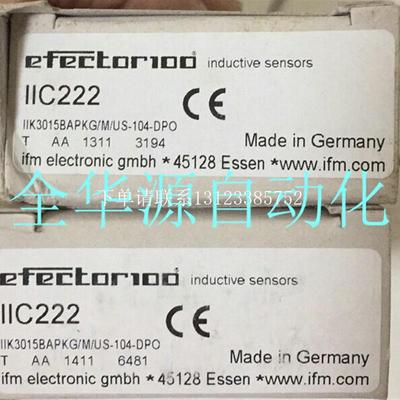 efector100 inductive sensors
IIC222 CE
IIK3015BAPKG/M/US-104-DPO
T AA 1311 3194 Made in Germany
ifm electronic gmbh * 45128 Essen * www.ifm.com
下单请联系13123385752
全华源自动化
efector100 inductive sensors
IIC222 CE
IIK3015BAPKG/M/US-104-DPO
T AA 1411 6481 Made in Germany
ifm electronic gmbh * 45128 Essen * www.ifm.com